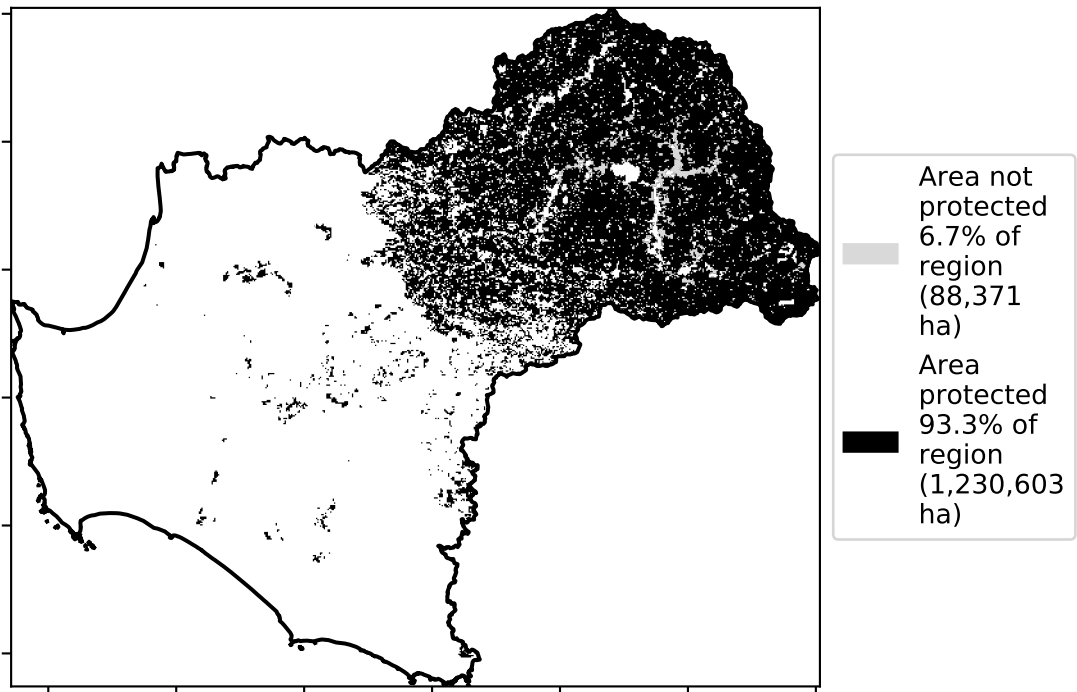 Area not
protected
6.7% of
region
(88,371
ha)
Area
protected
93.3% of
region
(1,230,603
ha)